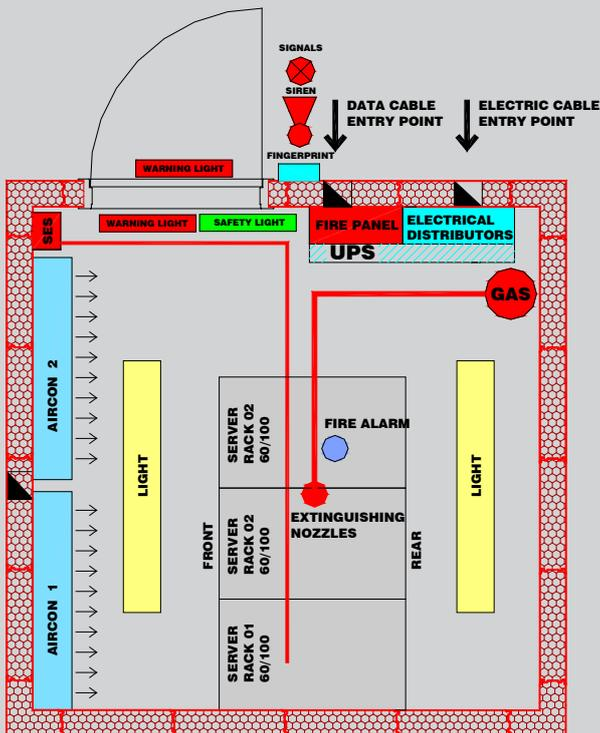 SIGNALS
SIREN
DATA CABLE
ENTRY POINT
ELECTRIC CABLE
ENTRY POINT
FINGERPRINT
WARNING LIGHT
WARNING LIGHT
SAFETY LIGHT
SES
FIRE PANEL
ELECTRICAL
DISTRIBUTORS
UPS
GAS
AIRCON 2
LIGHT
SERVER
RACK 02
60/100
FIRE ALARM
LIGHT
EXTINGUISHING
NOZZLES
FRONT
SERVER
RACK 02
60/100
REAR
AIRCON 1
SERVER
RACK 01
60/100